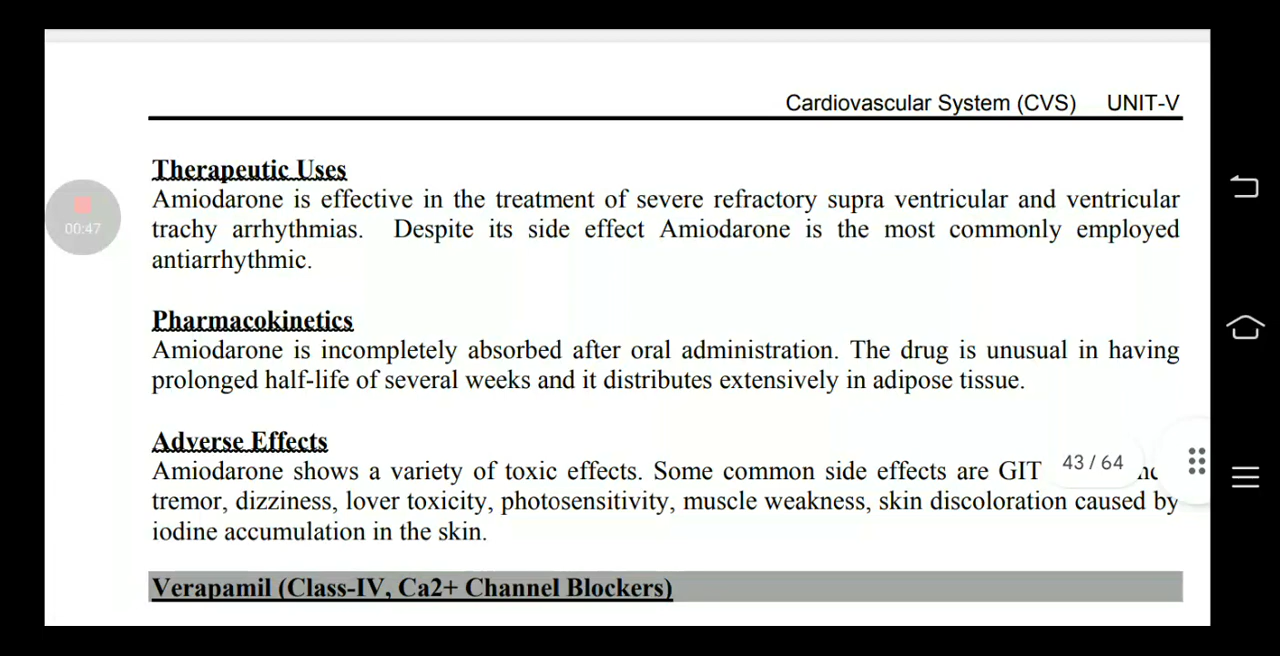 Cardiovascular System (CVS) UNIT-V
Therapeutic Uses
Amiodarone is effective in the treatment of severe refractory supra ventricular and ventricular
trachy arrhythmias. Despite its side effect Amiodarone is the most commonly employed
antiarrhythmic.
00:47
Pharmacokinetics
Amiodarone is incompletely absorbed after oral administration. The drug is unusual in having
prolonged half-life of several weeks and it distributes extensively in adipose tissue.
Adverse Effects
Amiodarone shows a variety of toxic effects. Some common side effects are GIT
43 / 64
tremor, dizziness, lover toxicity, photosensitivity, muscle weakness, skin discoloration caused by
iodine accumulation in the skin.
Verapamil (Class-IV, Ca2+ Channel Blockers)